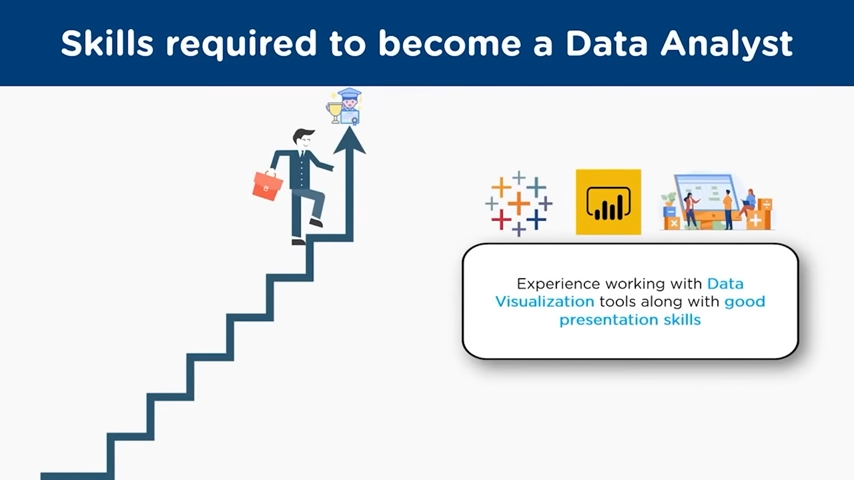 Skills required to become a Data Analyst
Experience working with Data
Visualization tools along with good
presentation skills